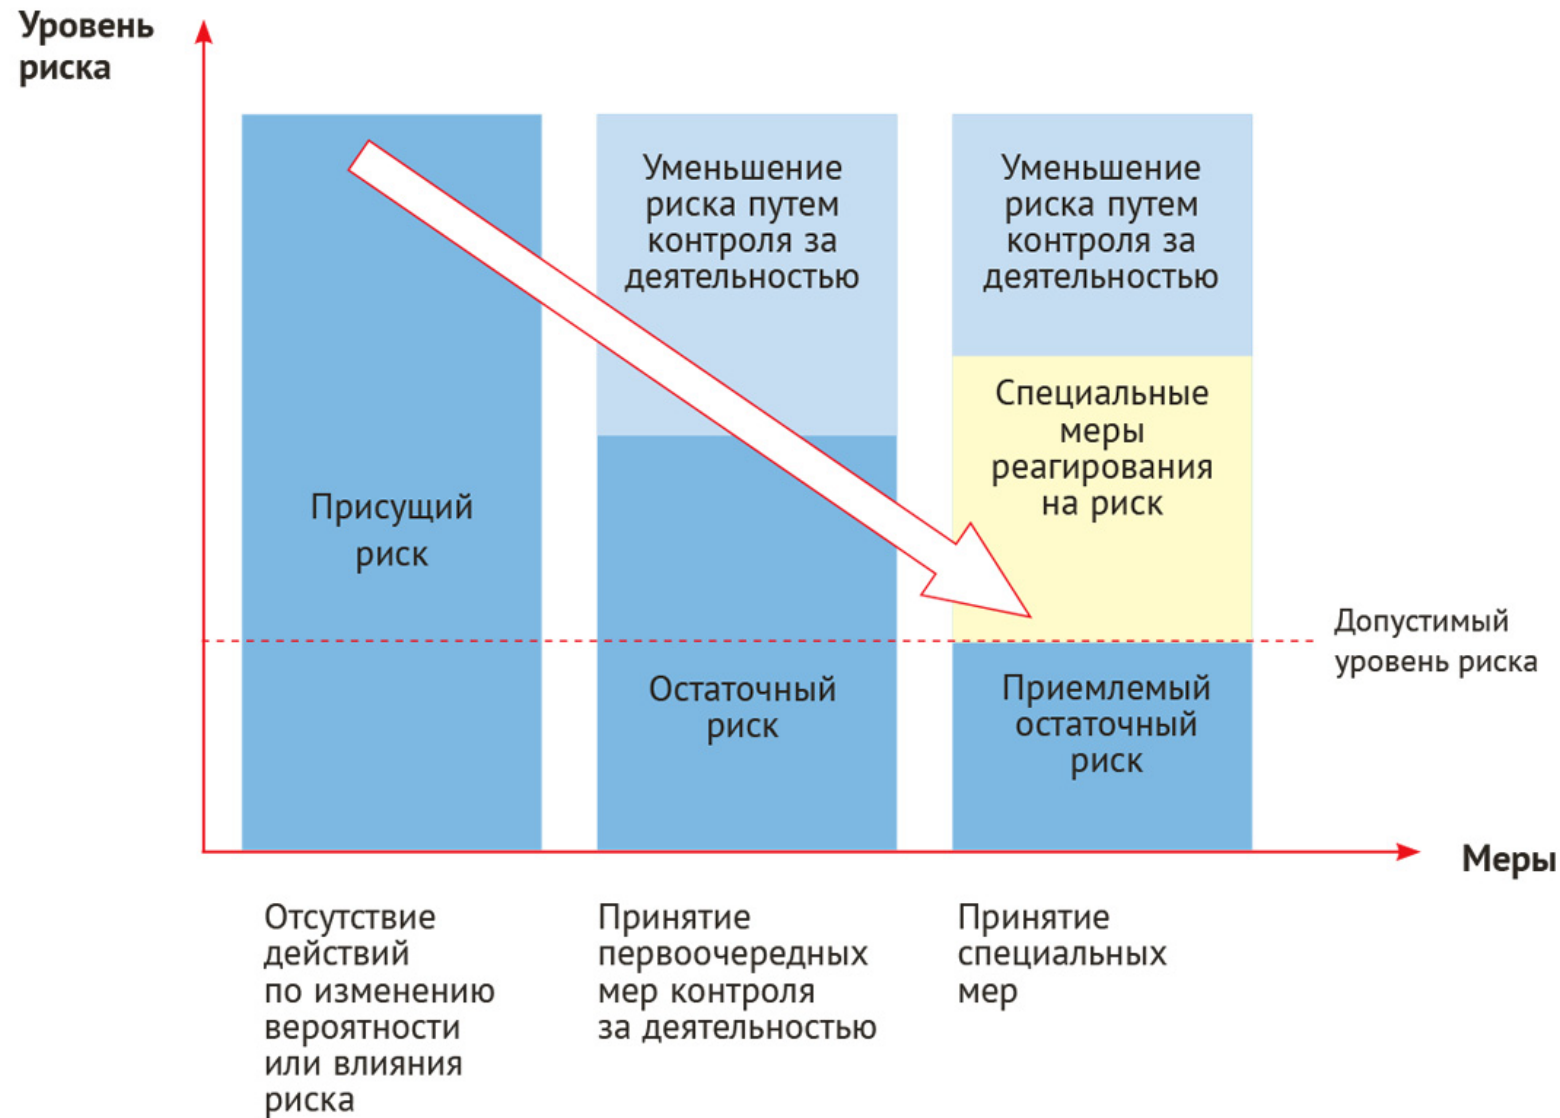 Уровень
риска
Уменьшение
риска путем
контроля за
деятельностью
Уменьшение
риска путем
контроля за
деятельностью
Специальные
меры
реагирования
на риск
Присущий
риск
Допустимый
уровень риска
Остаточный
риск
Приемлемый
остаточный
риск
Меры
Отсутствие
действий
по изменению
вероятности
или влияния
риска
Принятие
первоочередных
мер контроля
за деятельностью
Принятие
специальных
мер